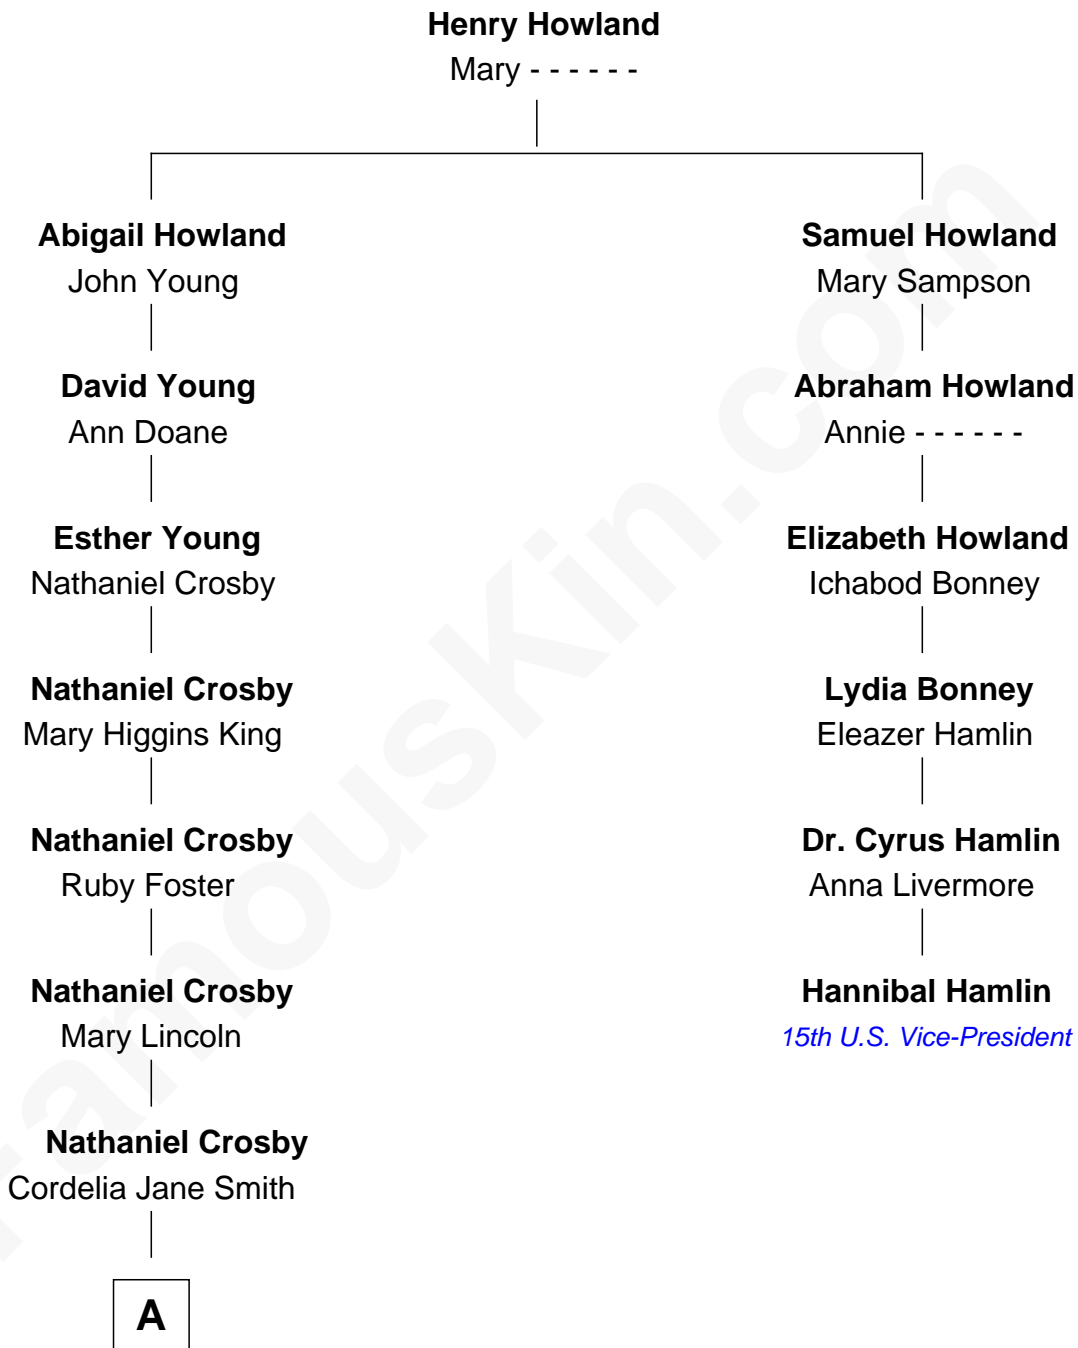 Henry Howland
Mary - - - - - -
Abigail Howland
John Young
Samuel Howland
Mary Sampson
David Young
Ann Doane
Abraham Howland
Annie - - - - - -
Esther Young
Nathaniel Crosby
Elizabeth Howland
Ichabod Bonney
Nathaniel Crosby
Mary Higgins King
Lydia Bonney
Eleazer Hamlin
Nathaniel Crosby
Ruby Foster
Dr. Cyrus Hamlin
Anna Livermore
Nathaniel Crosby
Mary Lincoln
Hannibal Hamlin
15th U.S. Vice-President
Nathaniel Crosby
Cordelia Jane Smith
A
FamousKin.com